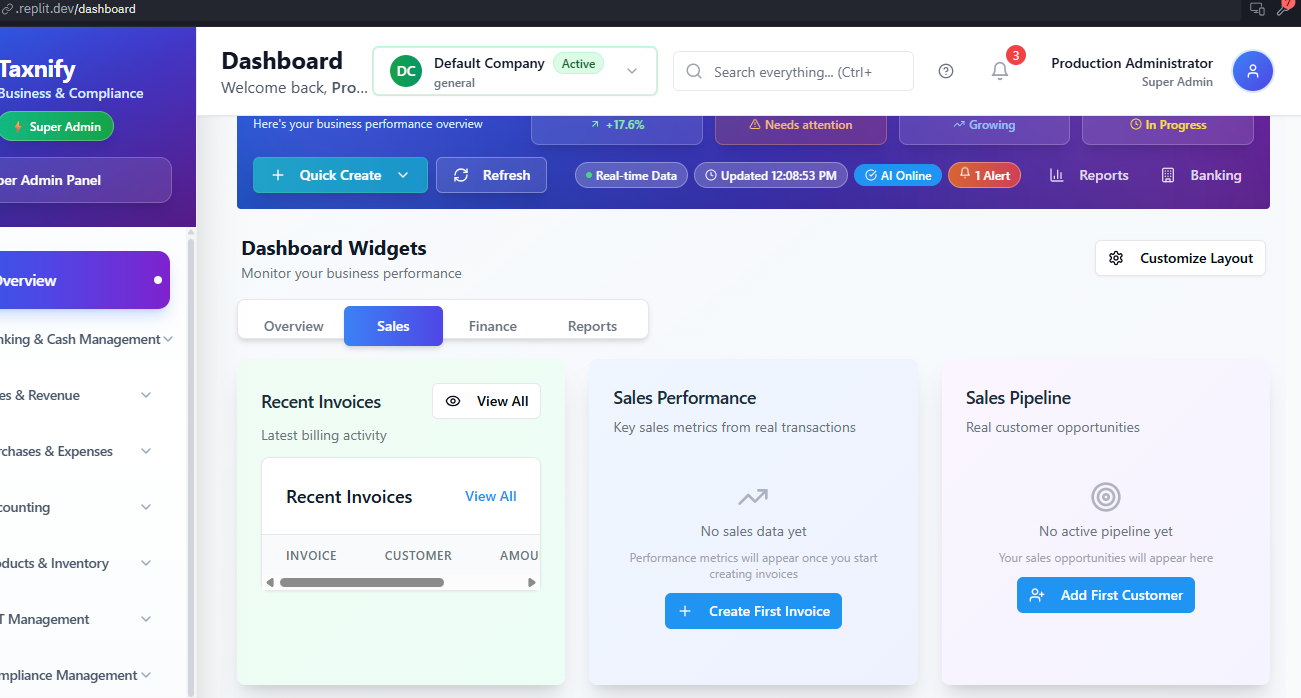 .replit.dev/dashboard
Taxnify
Business & Compliance
Super Admin
per Admin Panel
Overview
nking & Cash Management
es & Revenue
rchases & Expenses
counting
oducts & Inventory
T Management
mpliance Management
Dashboard
Welcome back, Pro...
DC
Default Company
Active
general
Search everything... (Ctrl+
3
Production Administrator
Super Admin
Here's your business performance overview
+17.6%
Needs attention
Growing
In Progress
Quick Create
Refresh
Real-time Data
Updated 12:08:53 PM
AI Online
1 Alert
Reports
Banking
Dashboard Widgets
Monitor your business performance
Customize Layout
Overview
Sales
Finance
Reports
Recent Invoices
View All
Latest billing activity
Recent Invoices
View All
INVOICE CUSTOMER AMOU
Sales Performance
Key sales metrics from real transactions
No sales data yet
Performance metrics will appear once you start
creating invoices
Create First Invoice
Sales Pipeline
Real customer opportunities
No active pipeline yet
Your sales opportunities will appear here
Add First Customer